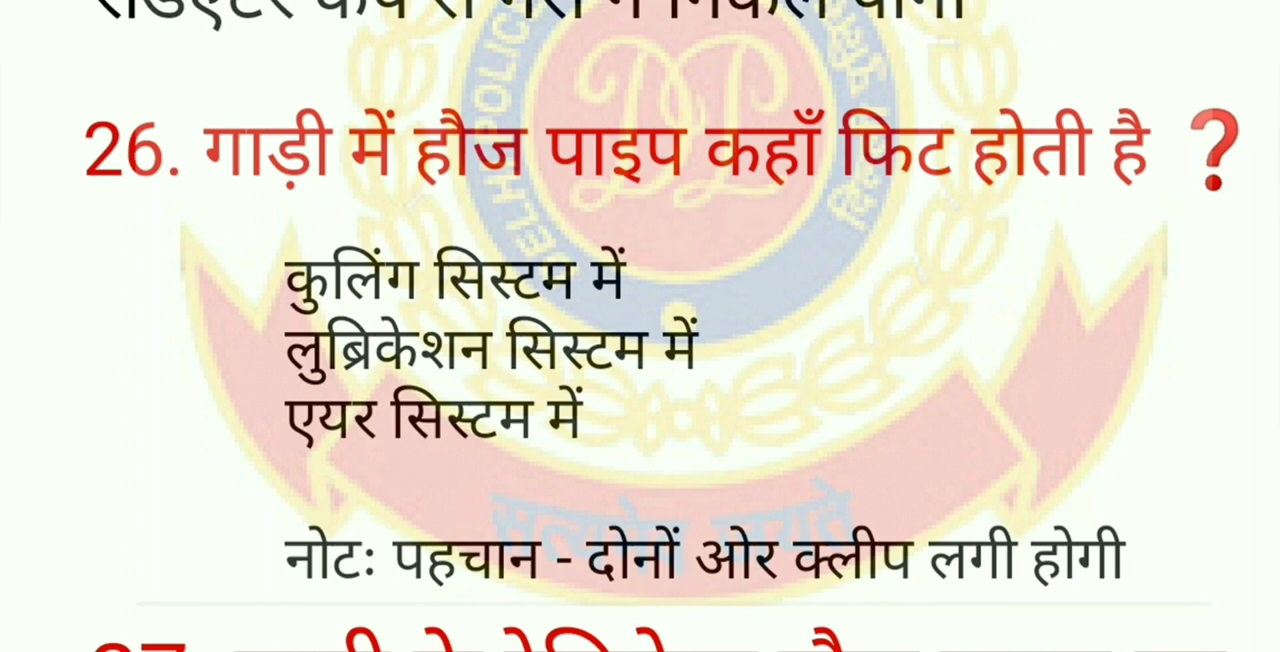 26. गाड़ी में हौज पाइप कहाँ फिट होती है ❓
कुलिंग सिस्टम में
लुब्रिकेशन सिस्टम में
एयर सिस्टम में
नोटः पहचान - दोनों ओर क्लीप लगी होगी